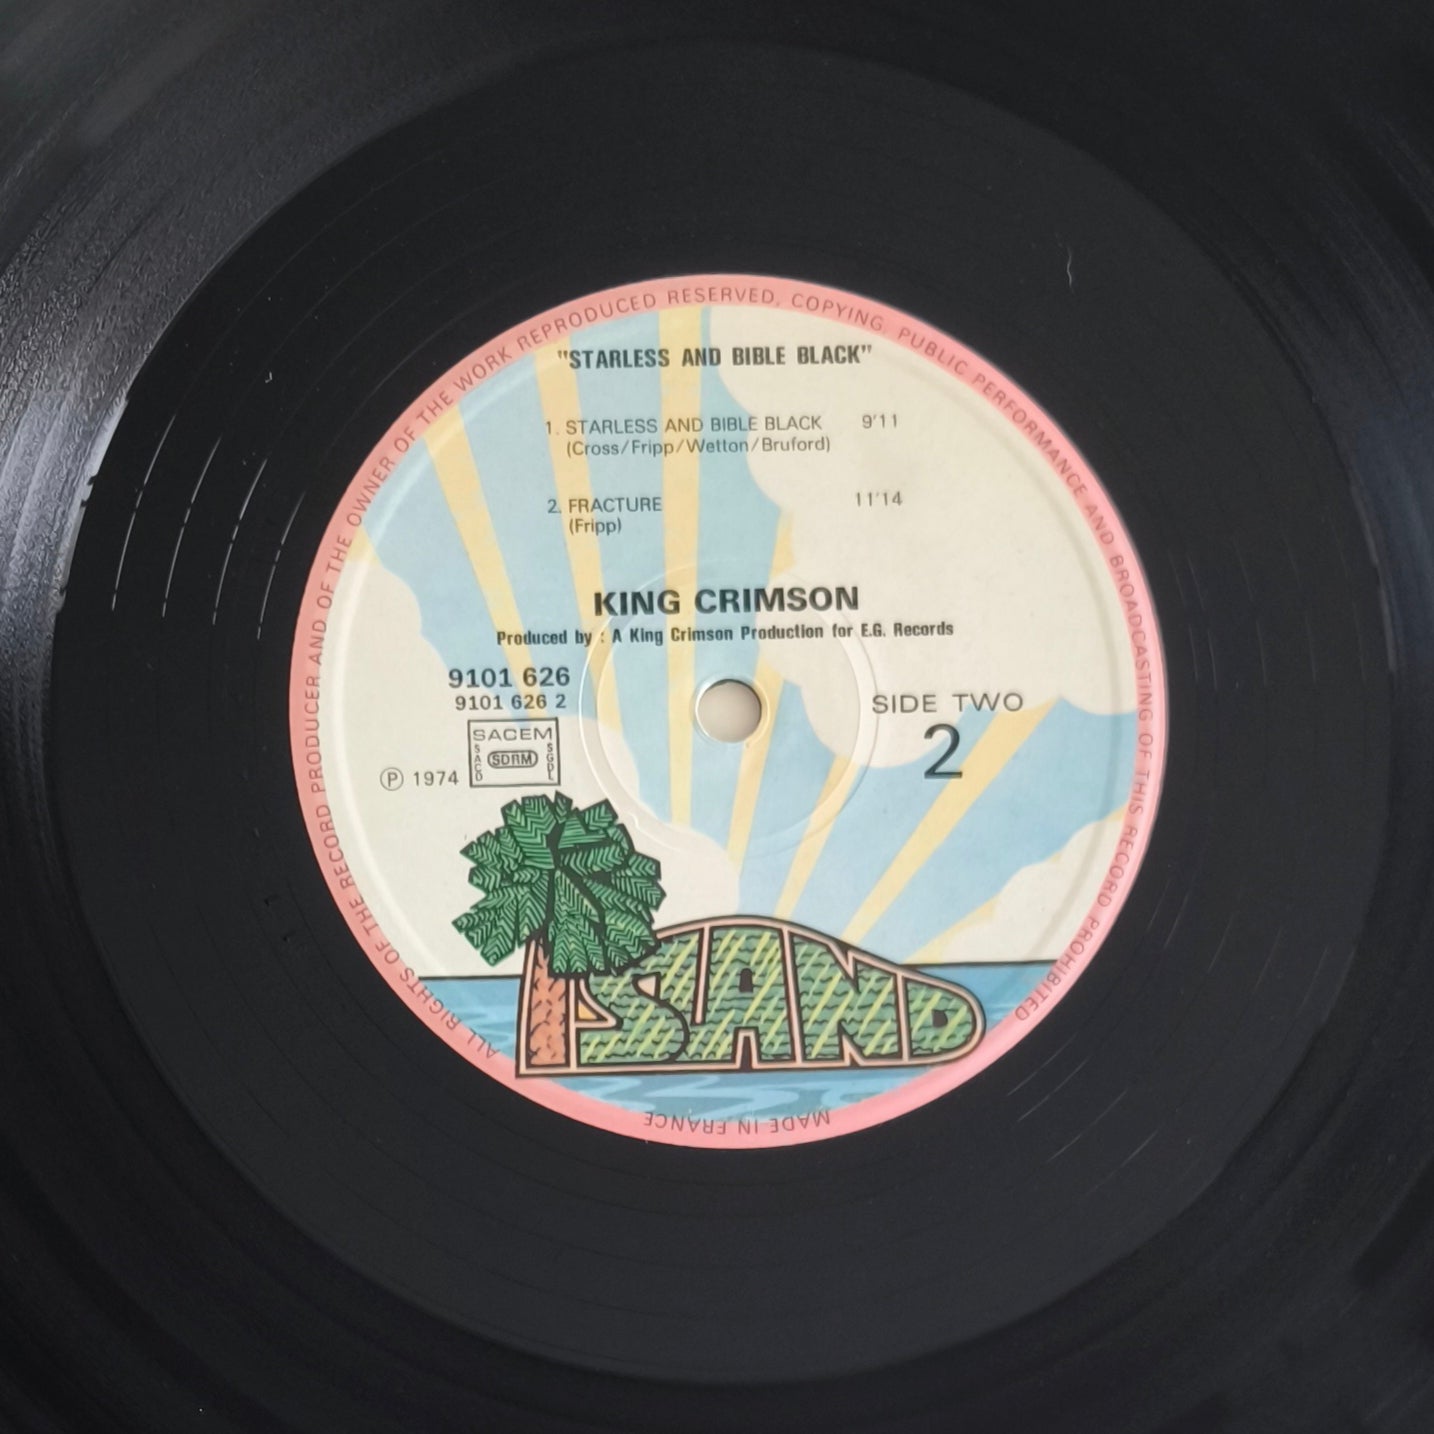 "STARLESS AND BIBLE BLACK"
1. STARLESS AND BIBLE BLACK 9'11
(Cross/Fripp/Wetton/Bruford)
2. FRACTURE 11'14
(Fripp)
KING CRIMSON
Produced by : A King Crimson Production for E.G. Records
9101 626
9101 626 2
SACEM
SACD SDRM SGDL
℗ 1974
SIDE TWO
2
ISLAND
ALL RIGHTS OF THE RECORD PRODUCER AND OF THE OWNER OF THE WORK REPRODUCED RESERVED. COPYING, PUBLIC PERFORMANCE AND BROADCASTING OF THIS RECORD PROHIBITED
MADE IN FRANCE